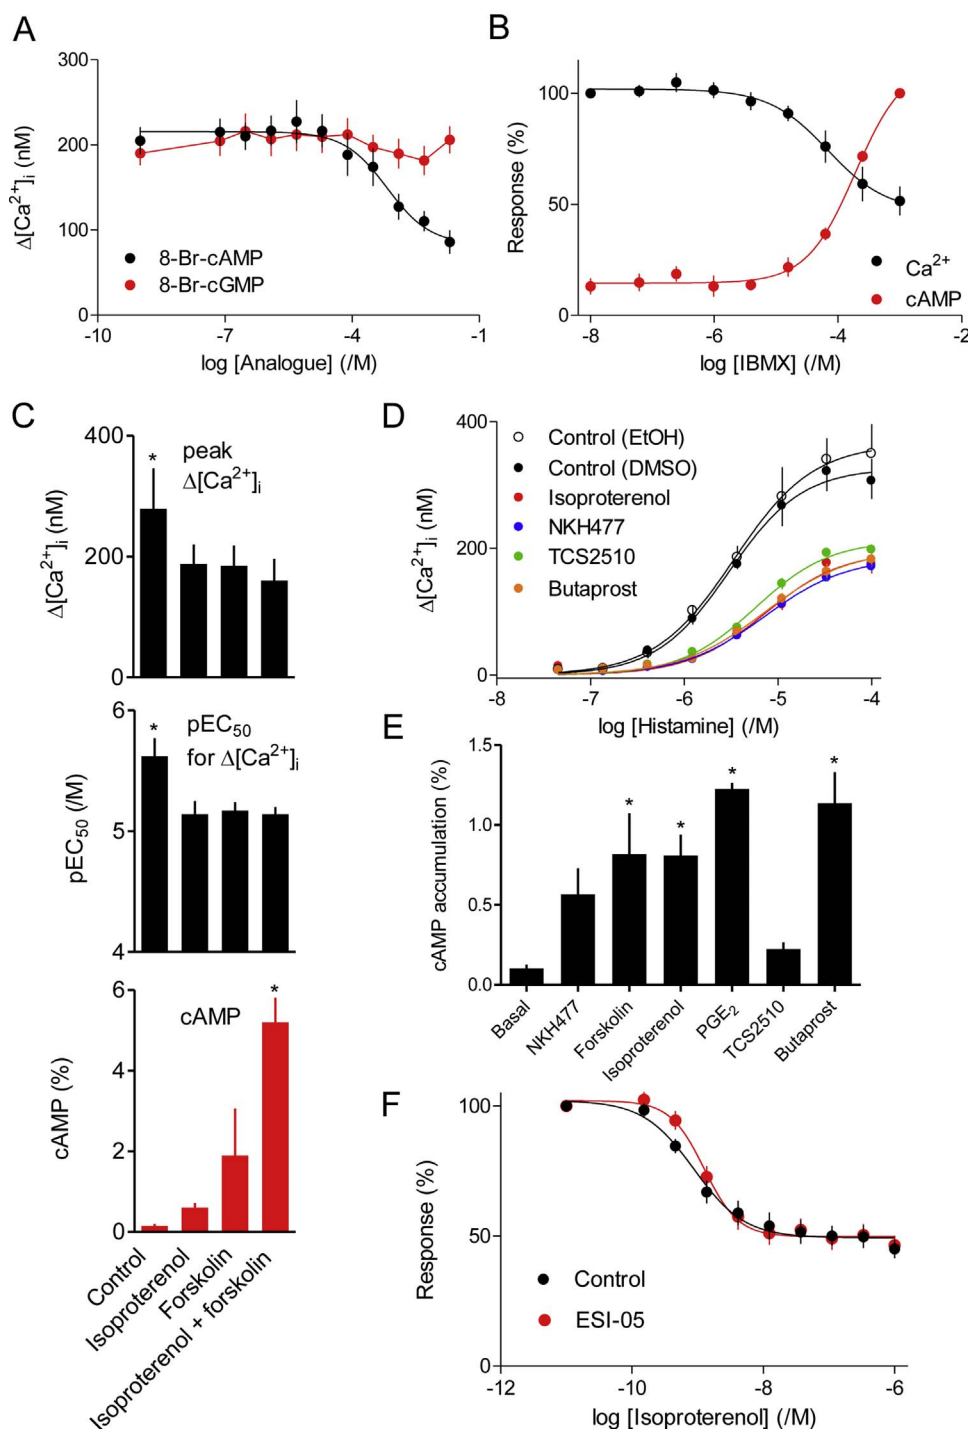 A
300
200
100
0
Δ[Ca²⁺]ᵢ (nM)
8-Br-cAMP
8-Br-cGMP
-10
-7
-4
-1
log [Analogue] (/M)
B
100
50
0
Response (%)
Ca²⁺
cAMP
-8
-6
-4
-2
log [IBMX] (/M)
C
400
200
0
Δ[Ca²⁺]ᵢ (nM)
*
peak
Δ[Ca²⁺]ᵢ
6
5
4
pEC₅₀ (/M)
*
pEC₅₀
for Δ[Ca²⁺]ᵢ
6
4
2
0
cAMP (%)
cAMP
*
Control
Isoproterenol
Forskolin
Isoproterenol + forskolin
D
400
200
0
Δ[Ca²⁺]ᵢ (nM)
Control (EtOH)
Control (DMSO)
Isoproterenol
NKH477
TCS2510
Butaprost
-8
-7
-6
-5
-4
log [Histamine] (/M)
E
1.5
1.0
0.5
0.0
cAMP accumulation (%)
*
*
*
*
Basal
NKH477
Forskolin
Isoproterenol
PGE₂
TCS2510
Butaprost
F
100
50
0
Response (%)
Control
ESI-05
-12
-10
-8
-6
log [Isoproterenol] (/M)